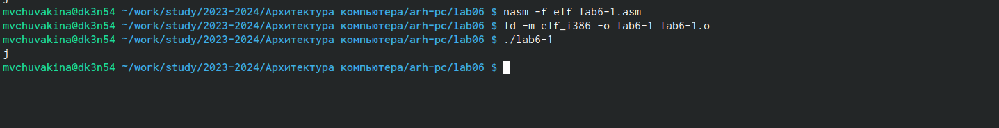 mvchuvakina@dk3n54 ~/work/study/2023-2024/Архитектура компьютера/arh-pc/lab06 $ nasm -f elf lab6-1.asm
mvchuvakina@dk3n54 ~/work/study/2023-2024/Архитектура компьютера/arh-pc/lab06 $ ld -m elf_i386 -o lab6-1 lab6-1.o
mvchuvakina@dk3n54 ~/work/study/2023-2024/Архитектура компьютера/arh-pc/lab06 $ ./lab6-1
j
mvchuvakina@dk3n54 ~/work/study/2023-2024/Архитектура компьютера/arh-pc/lab06 $